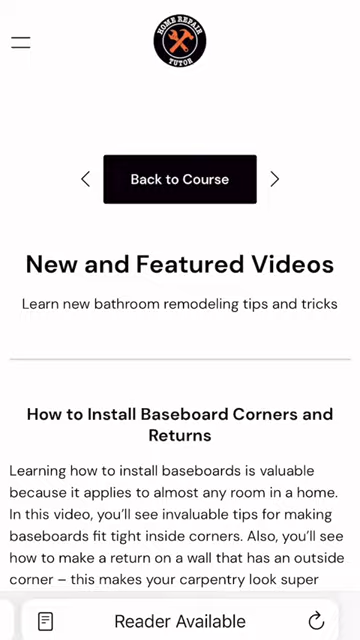 HOME REPAIR
TUTOR
Back to Course
New and Featured Videos
Learn new bathroom remodeling tips and tricks
How to Install Baseboard Corners and
Returns
Learning how to install baseboards is valuable
because it applies to almost any room in a home.
In this video, you'll see invaluable tips for making
baseboards fit tight inside corners. Also, you'll see
how to make a return on a wall that has an outside
corner – this makes your carpentry look super
Reader Available